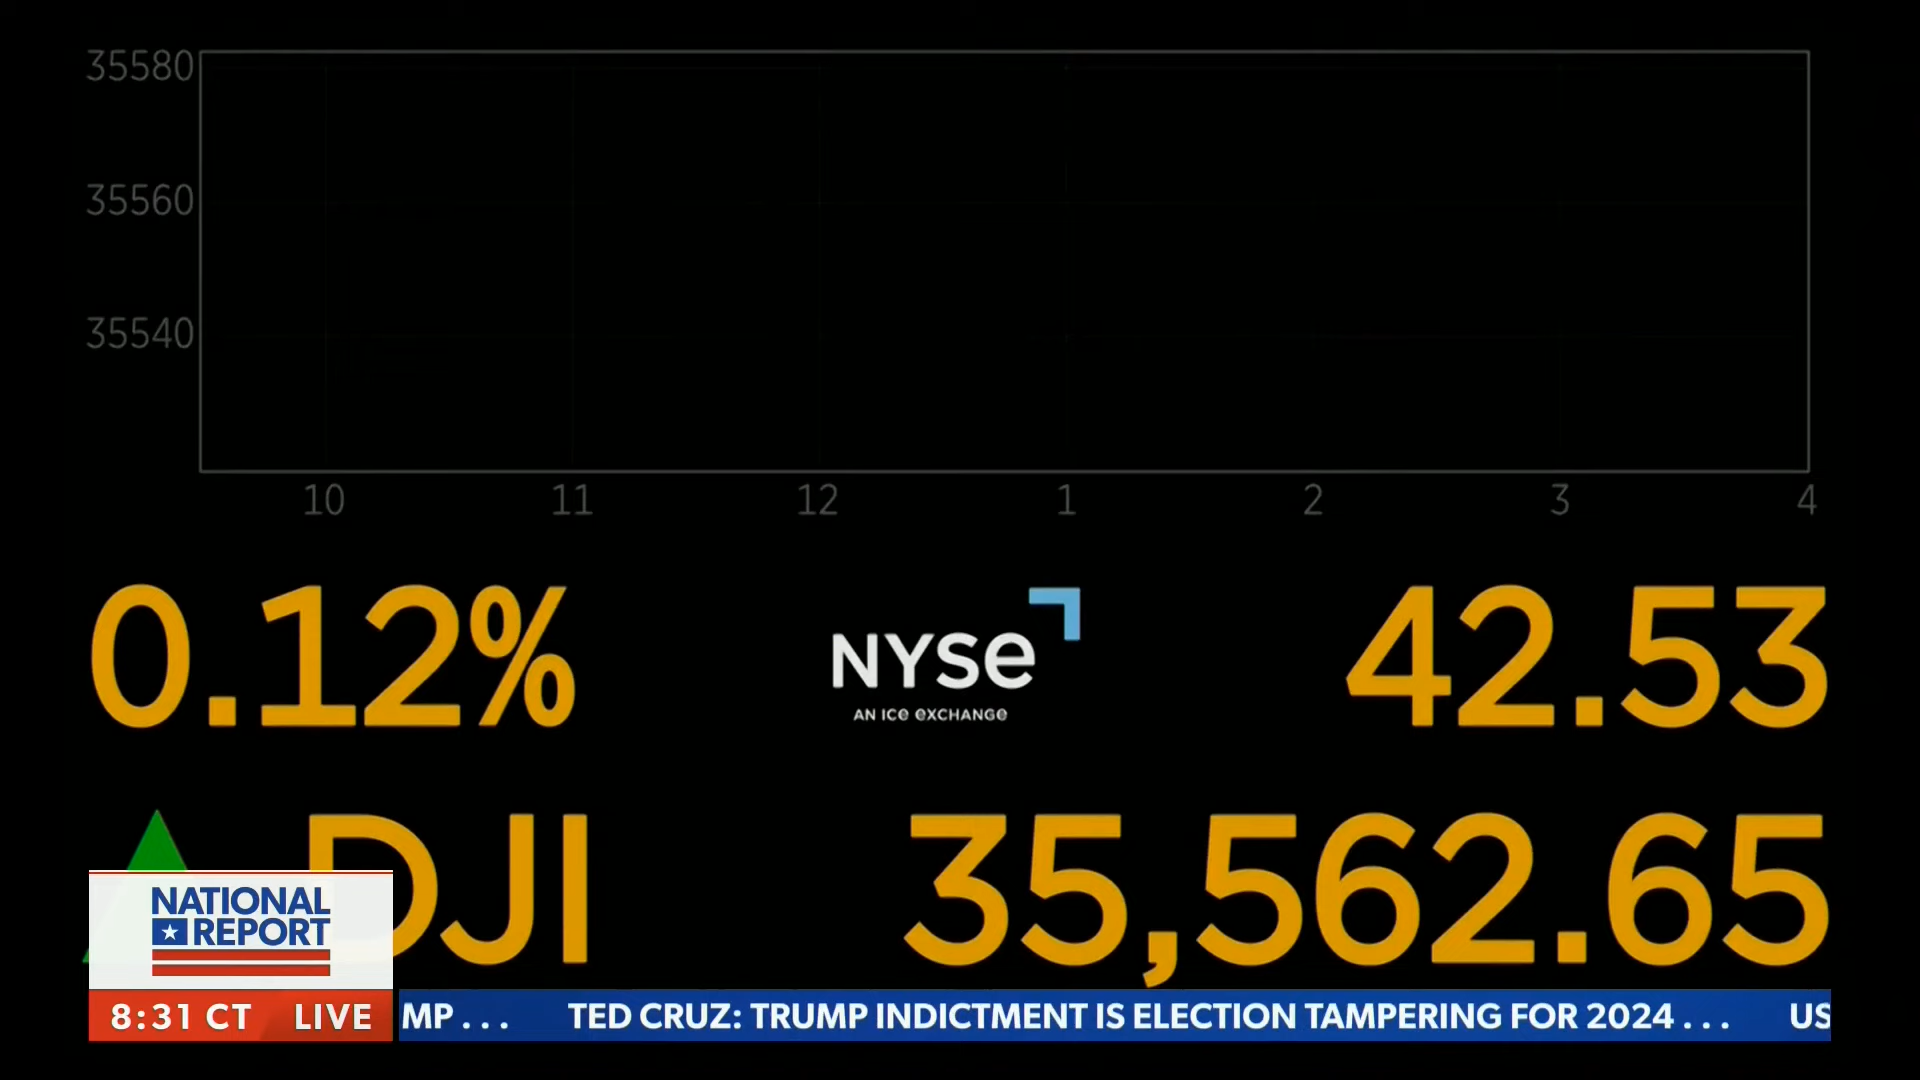 35580
35560
35540
10 11 12 1 2 3 4
0.12%
NYSE
AN ICE EXCHANGE
42.53
DJI 35,562.65
NATIONAL
REPORT
8:31 CT LIVE
MP... TED CRUZ: TRUMP INDICTMENT IS ELECTION TAMPERING FOR 2024... US